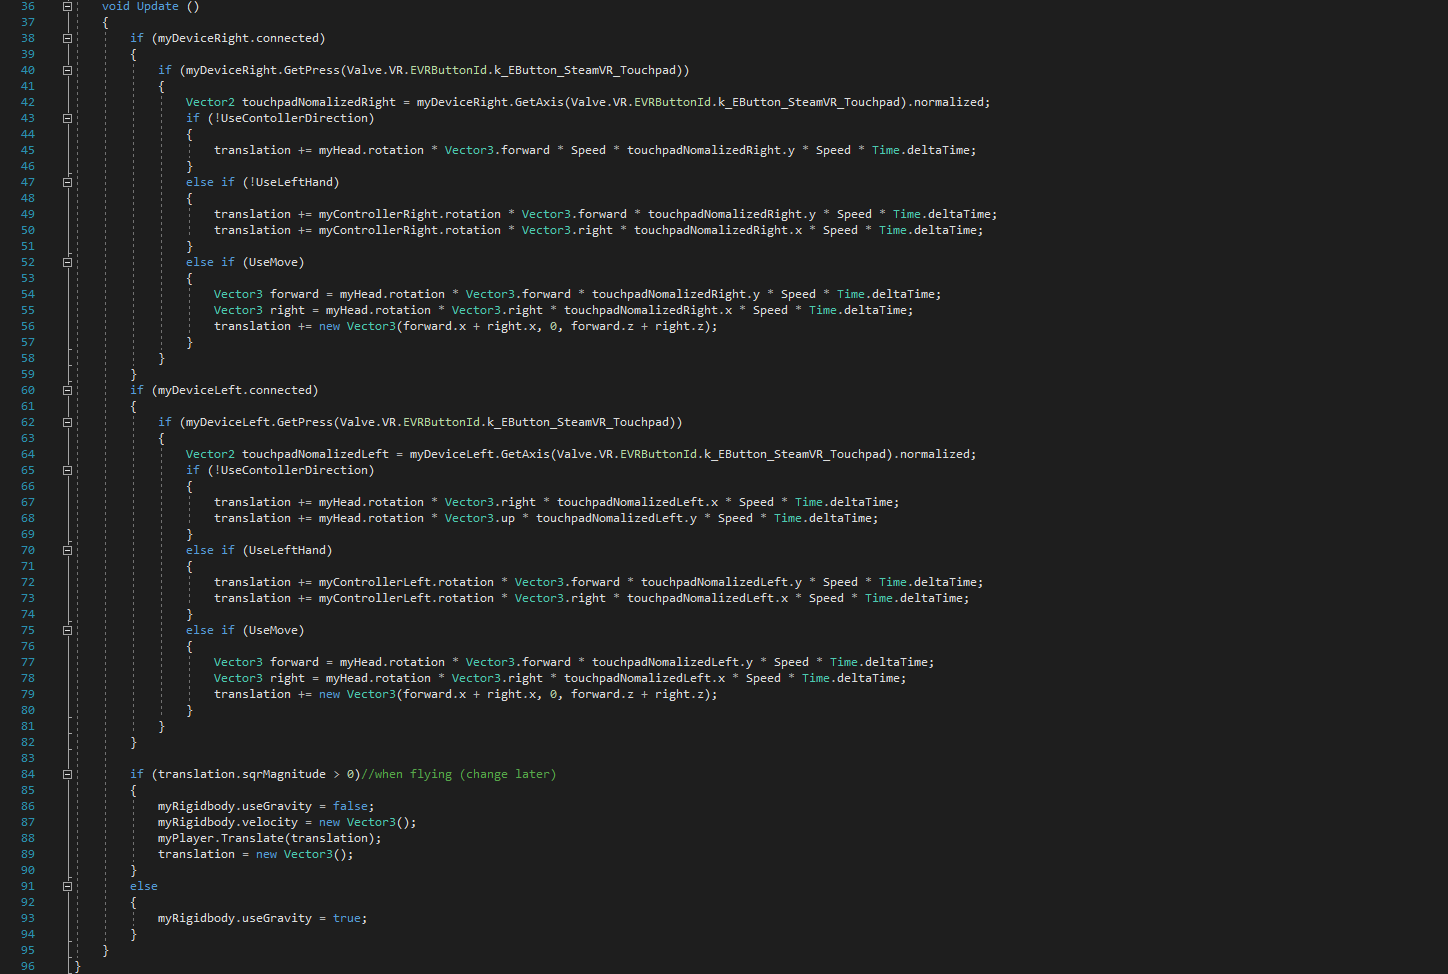 36 void Update ()
37 {
38 if (myDeviceRight.connected)
39 {
40 if (myDeviceRight.GetPress(Valve.VR.EVRButtonId.k_EButton_SteamVR_Touchpad))
41 {
42 Vector2 touchpadNomalizedRight = myDeviceRight.GetAxis(Valve.VR.EVRButtonId.k_EButton_SteamVR_Touchpad).normalized;
43 if (!UseContollerDirection)
44 {
45 translation += myHead.rotation * Vector3.forward * Speed * touchpadNomalizedRight.y * Speed * Time.deltaTime;
46 }
47 else if (!UseLeftHand)
48 {
49 translation += myControllerRight.rotation * Vector3.forward * touchpadNomalizedRight.y * Speed * Time.deltaTime;
50 translation += myControllerRight.rotation * Vector3.right * touchpadNomalizedRight.x * Speed * Time.deltaTime;
51 }
52 else if (UseMove)
53 {
54 Vector3 forward = myHead.rotation * Vector3.forward * touchpadNomalizedRight.y * Speed * Time.deltaTime;
55 Vector3 right = myHead.rotation * Vector3.right * touchpadNomalizedRight.x * Speed * Time.deltaTime;
56 translation += new Vector3(forward.x + right.x, 0, forward.z + right.z);
57 }
58 }
59 }
60 if (myDeviceLeft.connected)
61 {
62 if (myDeviceLeft.GetPress(Valve.VR.EVRButtonId.k_EButton_SteamVR_Touchpad))
63 {
64 Vector2 touchpadNomalizedLeft = myDeviceLeft.GetAxis(Valve.VR.EVRButtonId.k_EButton_SteamVR_Touchpad).normalized;
65 if (!UseContollerDirection)
66 {
67 translation += myHead.rotation * Vector3.right * touchpadNomalizedLeft.x * Speed * Time.deltaTime;
68 translation += myHead.rotation * Vector3.up * touchpadNomalizedLeft.y * Speed * Time.deltaTime;
69 }
70 else if (UseLeftHand)
71 {
72 translation += myControllerLeft.rotation * Vector3.forward * touchpadNomalizedLeft.y * Speed * Time.deltaTime;
73 translation += myControllerLeft.rotation * Vector3.right * touchpadNomalizedLeft.x * Speed * Time.deltaTime;
74 }
75 else if (UseMove)
76 {
77 Vector3 forward = myHead.rotation * Vector3.forward * touchpadNomalizedLeft.y * Speed * Time.deltaTime;
78 Vector3 right = myHead.rotation * Vector3.right * touchpadNomalizedLeft.x * Speed * Time.deltaTime;
79 translation += new Vector3(forward.x + right.x, 0, forward.z + right.z);
80 }
81 }
82 }
83
84 if (translation.sqrMagnitude > 0)//when flying (change later)
85 {
86 myRigidbody.useGravity = false;
87 myRigidbody.velocity = new Vector3();
88 myPlayer.Translate(translation);
89 translation = new Vector3();
90 }
91 else
92 {
93 myRigidbody.useGravity = true;
94 }
95 }
96 }